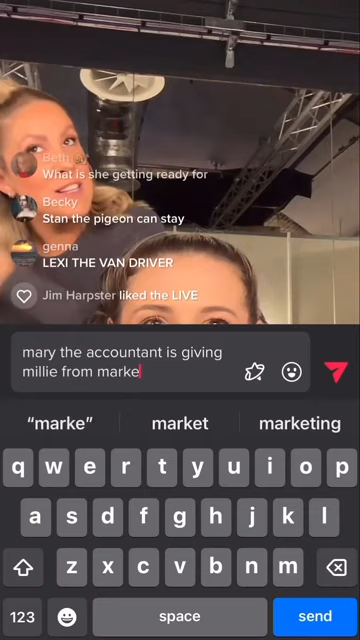 Beth
What is she getting ready for
Becky
Stan the pigeon can stay
genna
LEXI THE VAN DRIVER
Jim Harpster liked the LIVE
mary the accountant is giving
millie from marke
“marke” market marketing
q w e r t y u i o p
a s d f g h j k l
z x c v b n m
123 space send